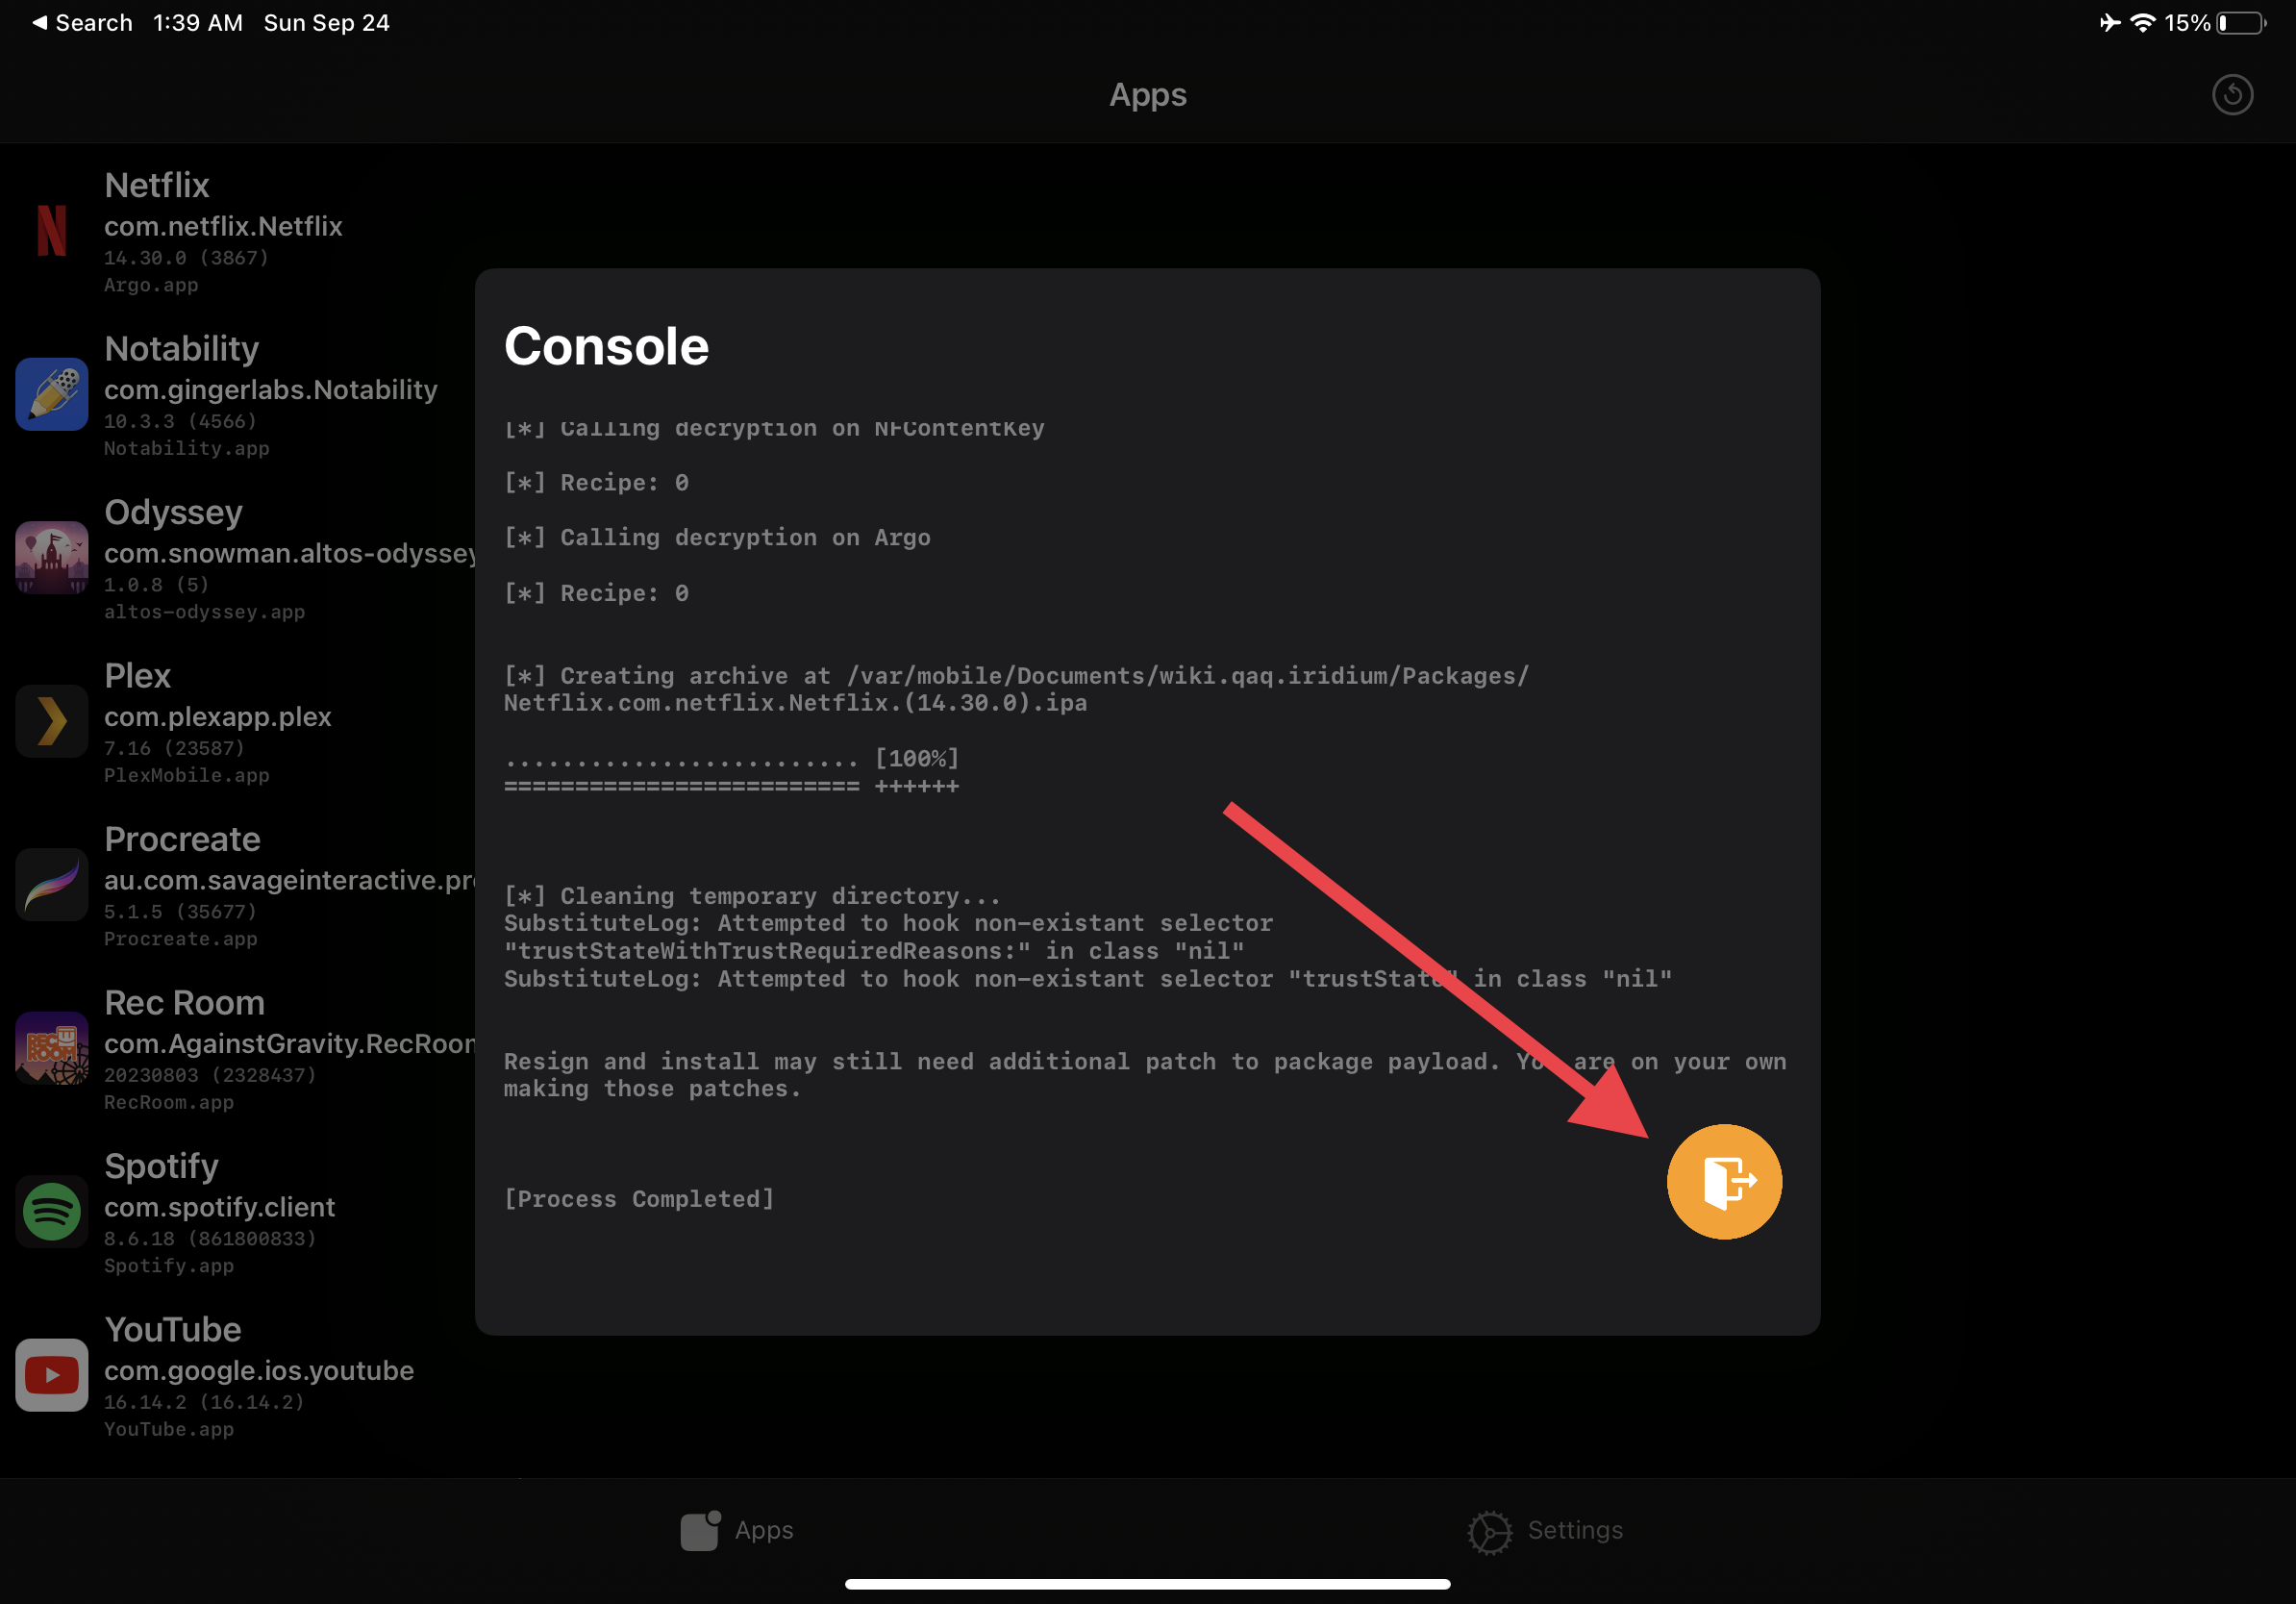 ◀ Search 1:39 AM Sun Sep 24
15%
Apps
Netflix
com.netflix.Netflix
14.30.0 (3867)
Argo.app
Notability
com.gingerlabs.Notability
10.3.3 (4566)
Notability.app
Odyssey
com.snowman.altos-odyssey
1.0.8 (5)
altos-odyssey.app
Plex
com.plexapp.plex
7.16 (23587)
PlexMobile.app
Procreate
au.com.savageinteractive.pr
5.1.5 (35677)
Procreate.app
REC ROOM
Rec Room
com.AgainstGravity.RecRoom
20230803 (2328437)
RecRoom.app
Spotify
com.spotify.client
8.6.18 (861800833)
Spotify.app
YouTube
com.google.ios.youtube
16.14.2 (16.14.2)
YouTube.app
Console
[*] Calling decryption on NFContentKey
[*] Recipe: 0
[*] Calling decryption on Argo
[*] Recipe: 0
[*] Creating archive at /var/mobile/Documents/wiki.qaq.iridium/Packages/
Netflix.com.netflix.Netflix.(14.30.0).ipa
......................... [100%]
========================= ++++++
[*] Cleaning temporary directory...
SubstituteLog: Attempted to hook non-existant selector
"trustStateWithTrustRequiredReasons:" in class "nil"
SubstituteLog: Attempted to hook non-existant selector "trustState" in class "nil"
Resign and install may still need additional patch to package payload. You are on your own
making those patches.
[Process Completed]
Apps
Settings